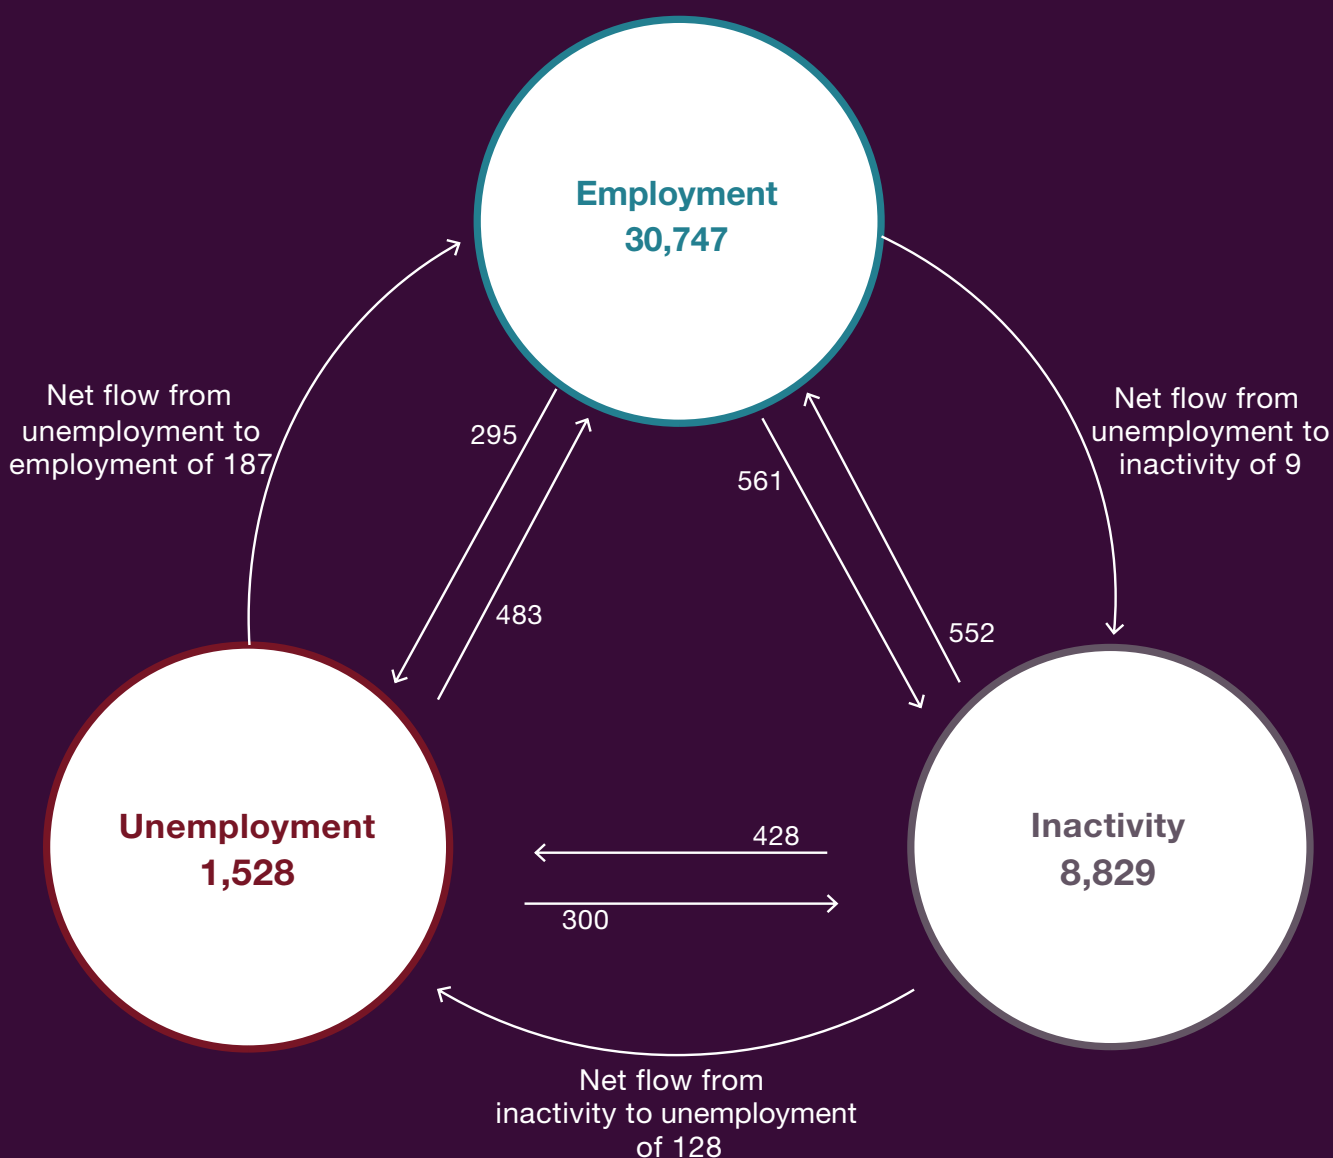 Employment
30,747
Net flow from
unemployment to
employment of 187
Net flow from
unemployment to
inactivity of 9
295
561
483
552
Unemployment
1,528
428
300
Inactivity
8,829
Net flow from
inactivity to unemployment
of 128